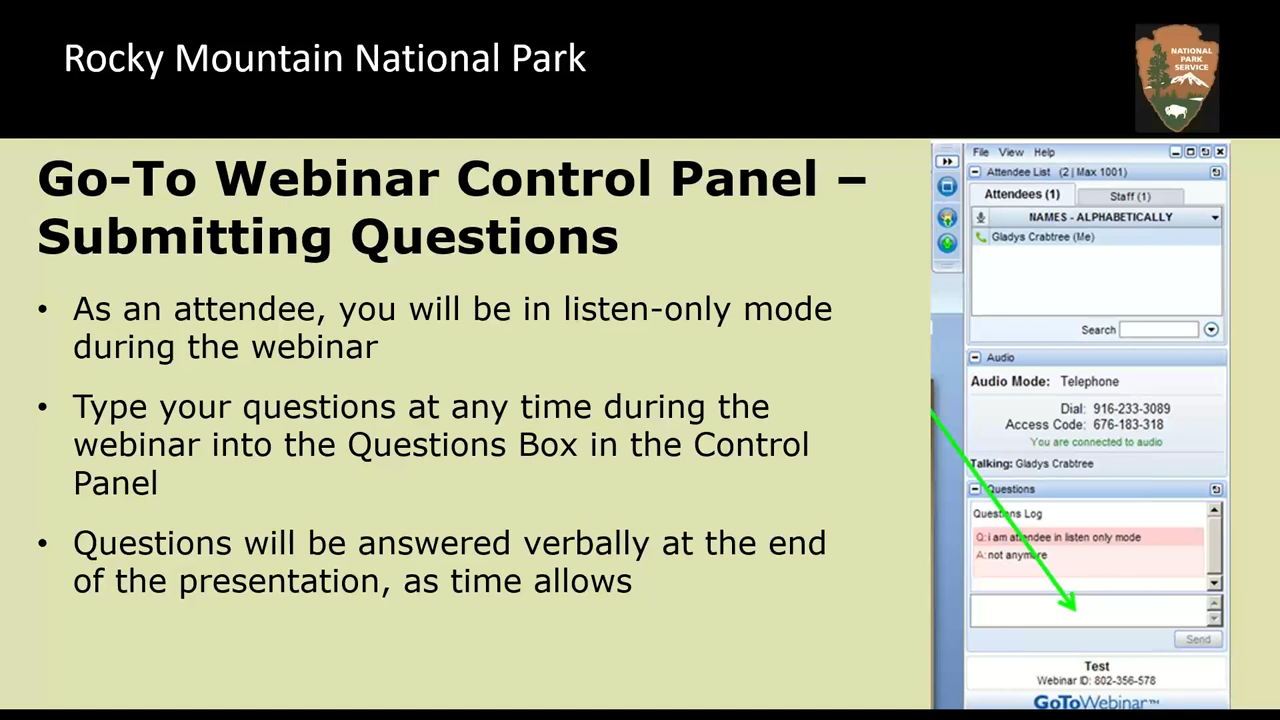 Rocky Mountain National Park
NATIONAL
PARK
SERVICE
Go-To Webinar Control Panel –
Submitting Questions
• As an attendee, you will be in listen-only mode
during the webinar
• Type your questions at any time during the
webinar into the Questions Box in the Control
Panel
• Questions will be answered verbally at the end
of the presentation, as time allows
File View Help
Attendee List (2 | Max 1001)
Attendees (1) Staff (1)
NAMES - ALPHABETICALLY
Gladys Crabtree (Me)
Search
Audio
Audio Mode: Telephone
Dial: 916-233-3089
Access Code: 676-183-318
You are connected to audio
Talking: Gladys Crabtree
Questions
Questions Log
Q: i am attendee in listen only mode
A: not anymore
Send
Test
Webinar ID: 802-356-578
GoToWebinar™